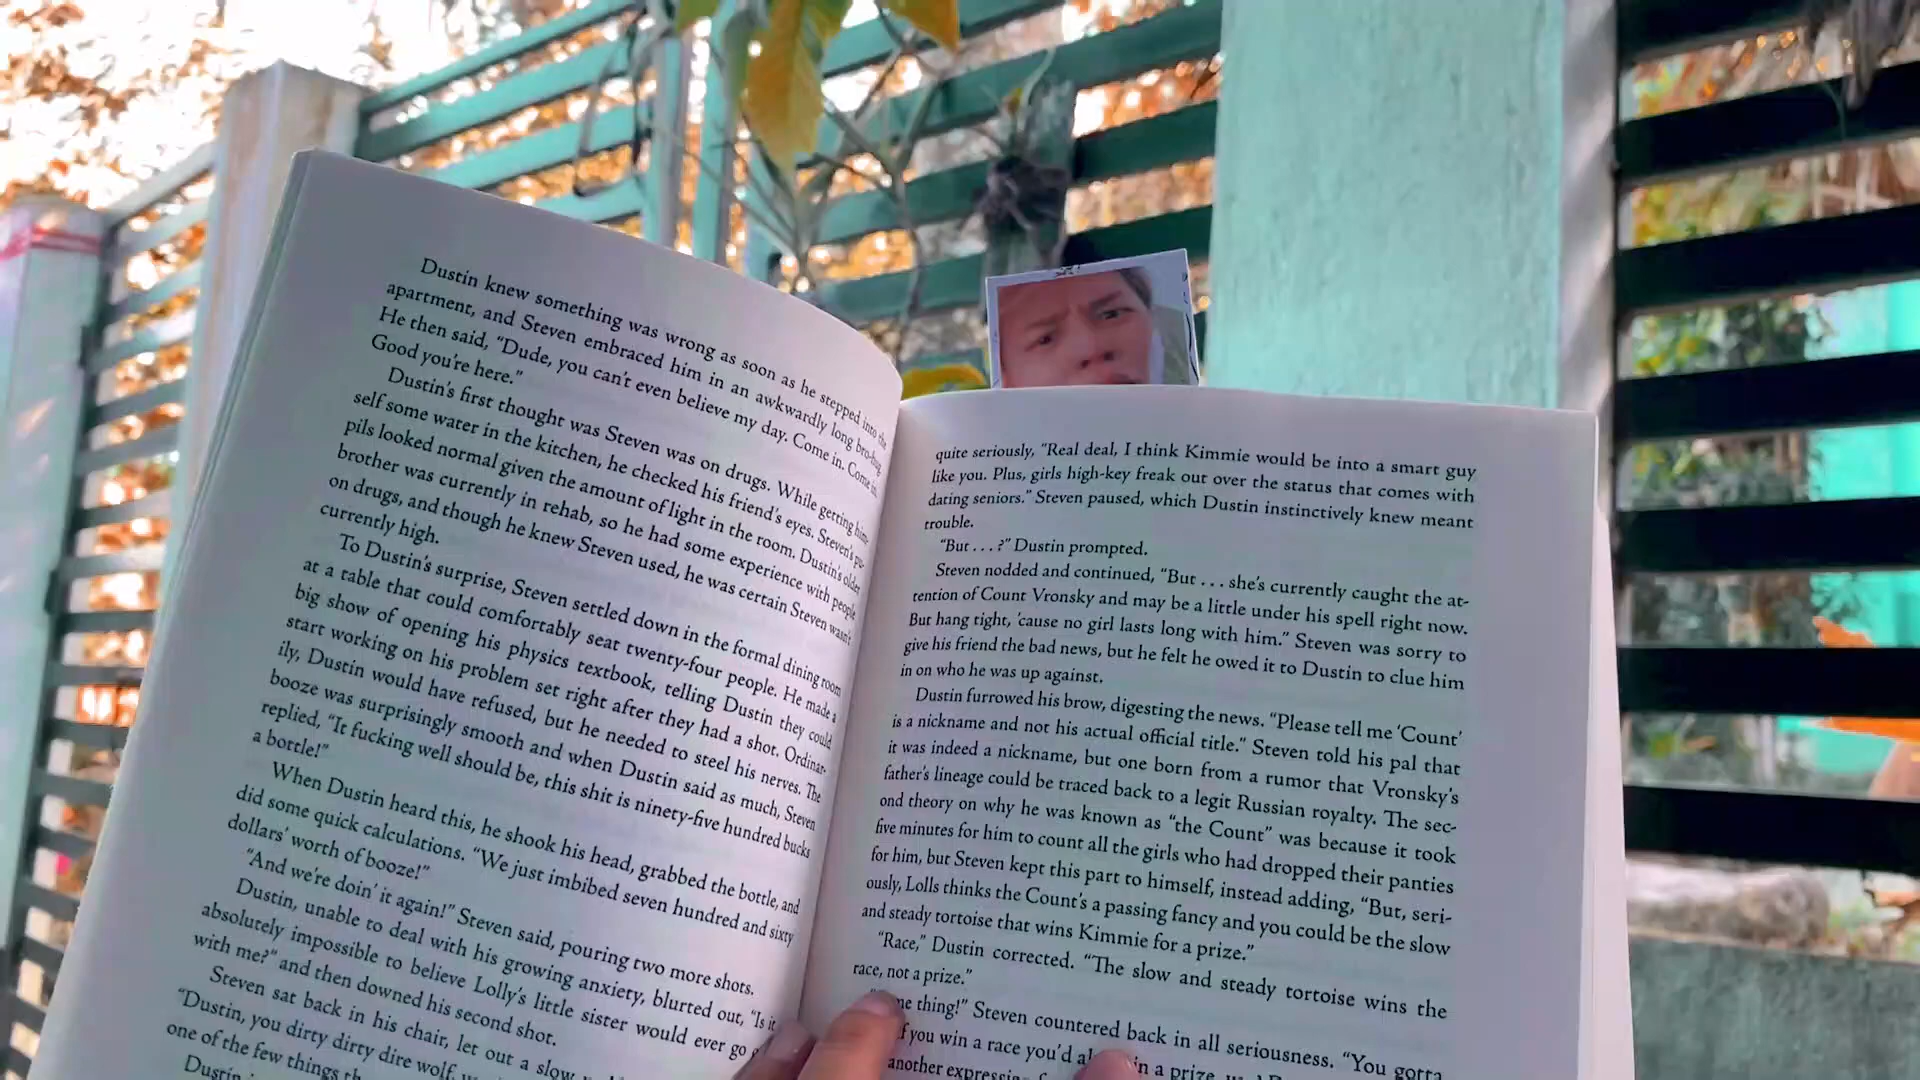 Dustin knew something was wrong as soon as he stepped into the
apartment, and Steven embraced him in an awkwardly long bro-hug.
He then said, “Dude, you can’t even believe my day. Come in. Come in.
Good you’re here.”
Dustin’s first thought was Steven was on drugs. While getting him-
self some water in the kitchen, he checked his friend’s eyes. Steven’s pu-
pils looked normal given the amount of light in the room. Dustin’s older
brother was currently in rehab, so he had some experience with people
on drugs, and though he knew Steven used, he was certain Steven wasn’t
currently high.
To Dustin’s surprise, Steven settled down in the formal dining room
at a table that could comfortably seat twenty-four people. He made a
big show of opening his physics textbook, telling Dustin they could
start working on his problem set right after they had a shot. Ordinar-
ily, Dustin would have refused, but he needed to steel his nerves. The
booze was surprisingly smooth and when Dustin said as much, Steven
replied, “It fucking well should be, this shit is ninety-five hundred bucks
a bottle!”
When Dustin heard this, he shook his head, grabbed the bottle, and
did some quick calculations. “We just imbibed seven hundred and sixty
dollars’ worth of booze!”
“And we’re doin’ it again!” Steven said, pouring two more shots.
Dustin, unable to deal with his growing anxiety, blurted out, “Is it
absolutely impossible to believe Lolly’s little sister would ever go
with me?” and then downed his second shot.
Steven sat back in his chair, let out a slow
“Dustin, you dirty dirty dire wolf,
one of the few things
Dustin
quite seriously, “Real deal, I think Kimmie would be into a smart guy
like you. Plus, girls high-key freak out over the status that comes with
dating seniors.” Steven paused, which Dustin instinctively knew meant
trouble.
“But . . . ?” Dustin prompted.
Steven nodded and continued, “But . . . she’s currently caught the at-
tention of Count Vronsky and may be a little under his spell right now.
But hang tight, ’cause no girl lasts long with him.” Steven was sorry to
give his friend the bad news, but he felt he owed it to Dustin to clue him
in on who he was up against.
Dustin furrowed his brow, digesting the news. “Please tell me ‘Count’
is a nickname and not his actual official title.” Steven told his pal that
it was indeed a nickname, but one born from a rumor that Vronsky’s
father’s lineage could be traced back to a legit Russian royalty. The sec-
ond theory on why he was known as “the Count” was because it took
five minutes for him to count all the girls who had dropped their panties
for him, but Steven kept this part to himself, instead adding, “But, seri-
ously, Lolls thinks the Count’s a passing fancy and you could be the slow
and steady tortoise that wins Kimmie for a prize.”
“Race,” Dustin corrected. “The slow and steady tortoise wins the
race, not a prize.”
thing!” Steven countered back in all seriousness. “You gotta
you win a race you’d in a prize,
another